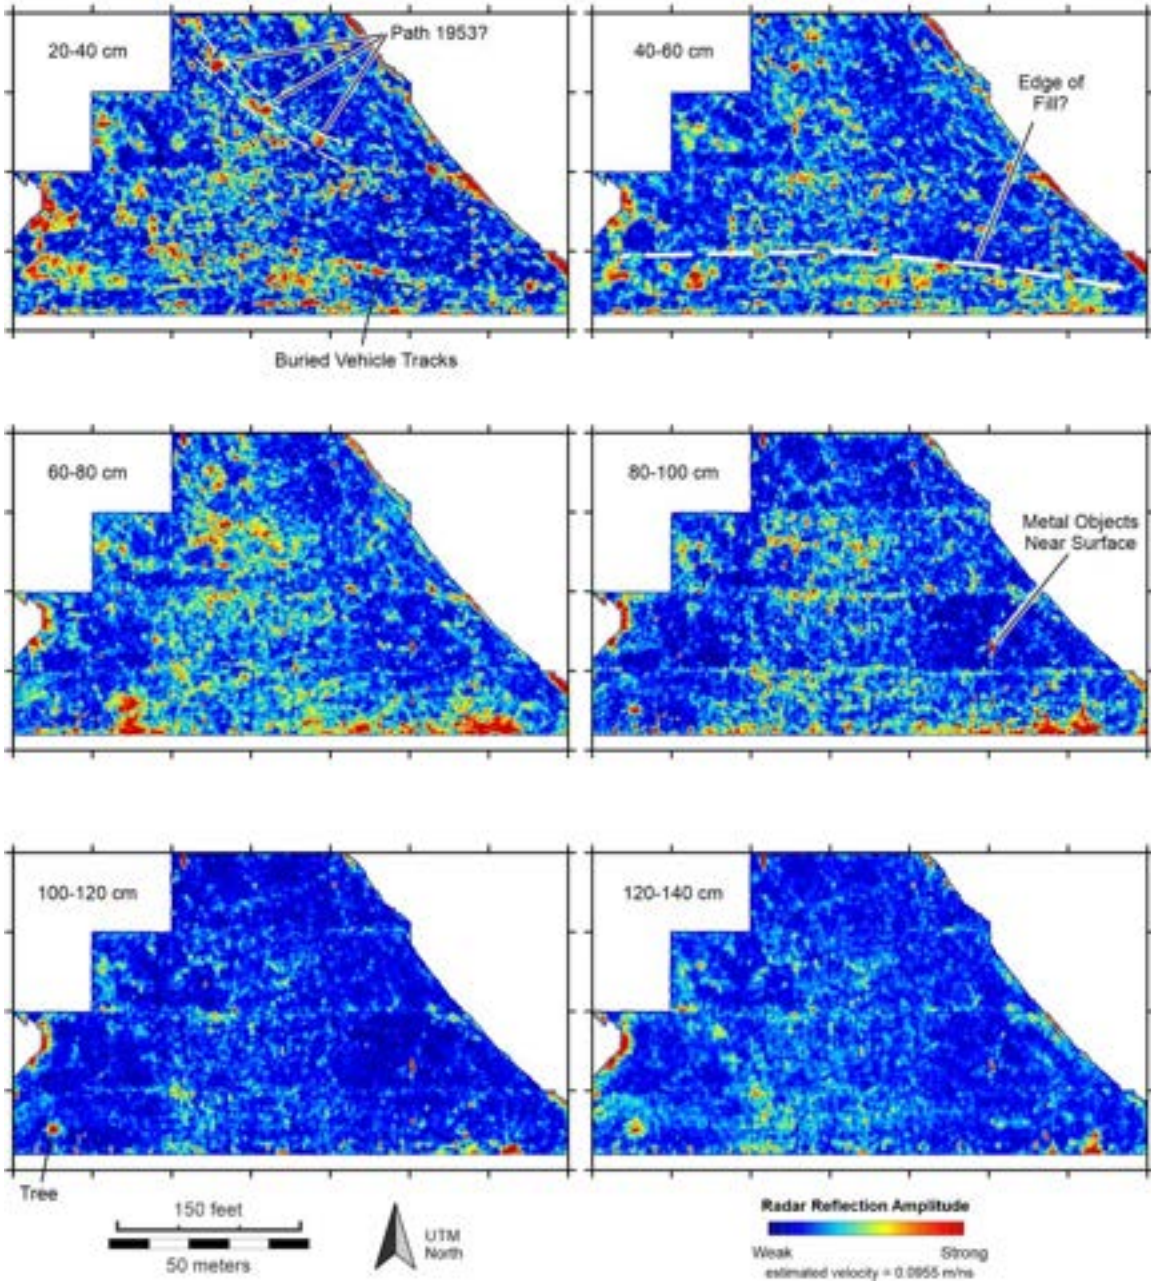 20-40 cm
Path 1953?
40-60 cm
Edge of
Fill?
Buried Vehicle Tracks
60-80 cm
80-100 cm
Metal Objects
Near Surface
100-120 cm
120-140 cm
Tree
150 feet
50 meters
UTM
North
Radar Reflection Amplitude
Weak Strong
estimated velocity = 0.0955 m/ns